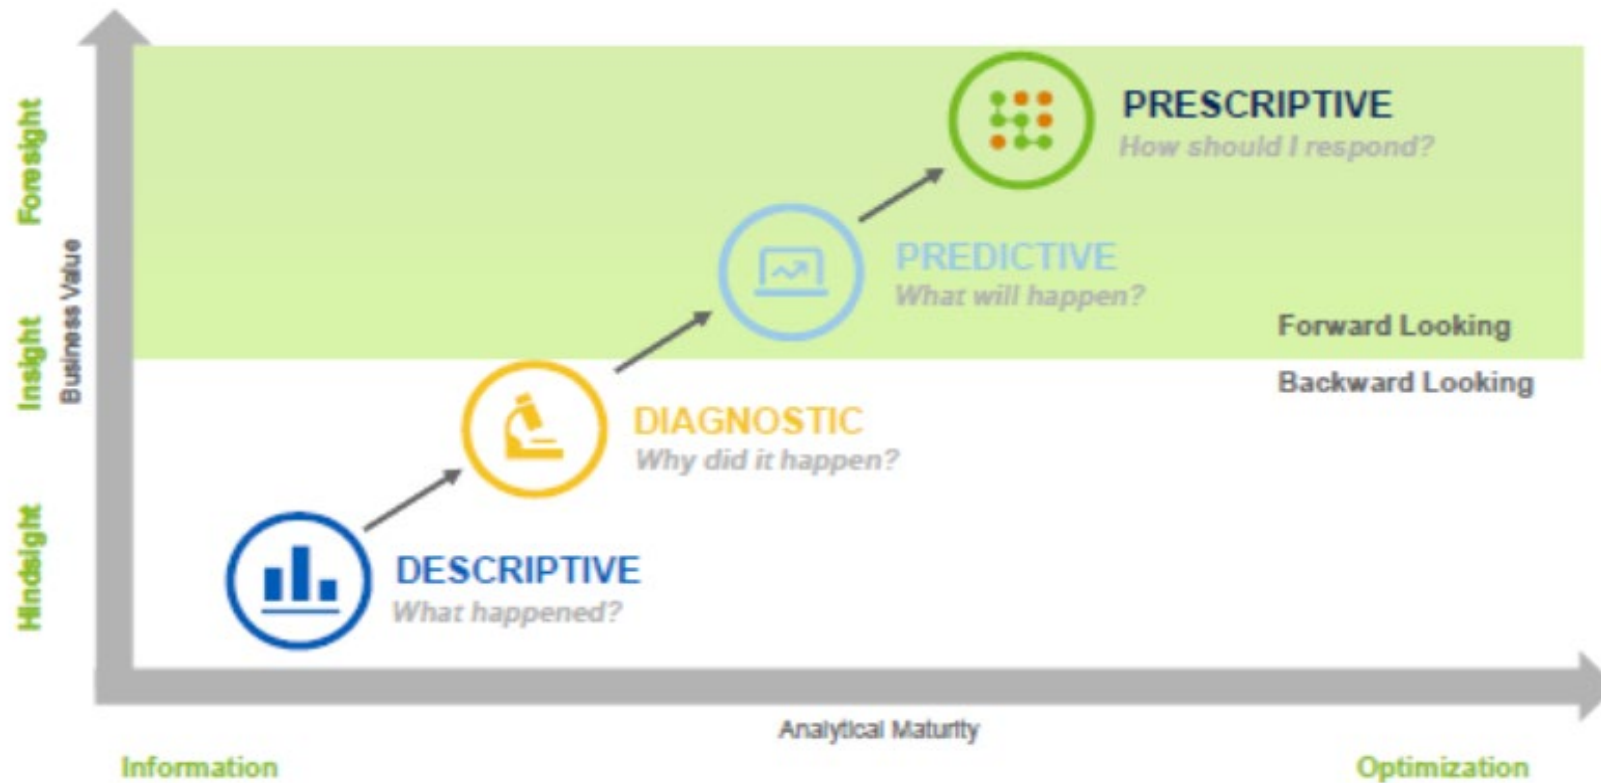 Foresight
Insight
Hindsight
Business Value
PRESCRIPTIVE
How should I respond?
PREDICTIVE
What will happen?
Forward Looking
Backward Looking
DIAGNOSTIC
Why did it happen?
DESCRIPTIVE
What happened?
Analytical Maturity
Information
Optimization